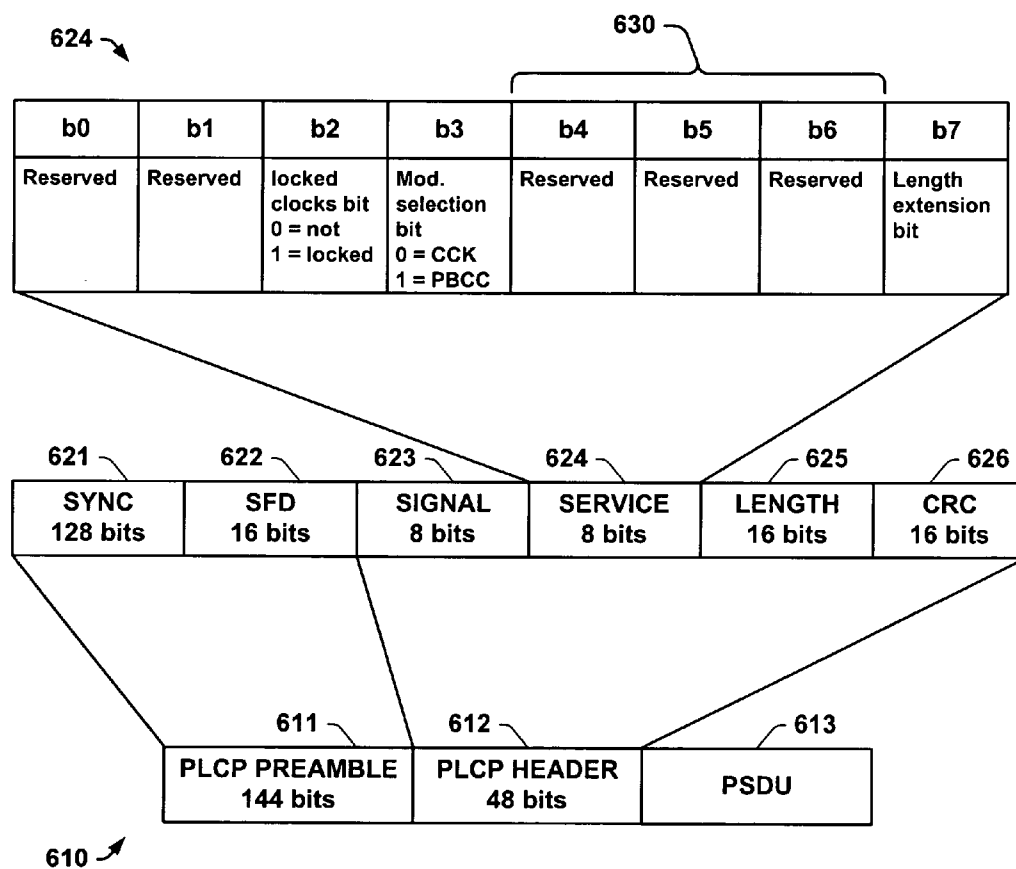 630
624
b0 b1 b2 b3 b4 b5 b6 b7
Reserved
Reserved
locked
clocks bit
0 = not
1 = locked
Mod.
selection
bit
0 = CCK
1 = PBCC
Reserved
Reserved
Reserved
Length
extension
bit
621 622 623 624 625 626
SYNC
128 bits
SFD
16 bits
SIGNAL
8 bits
SERVICE
8 bits
LENGTH
16 bits
CRC
16 bits
611 612 613
PLCP PREAMBLE
144 bits
PLCP HEADER
48 bits
PSDU
610